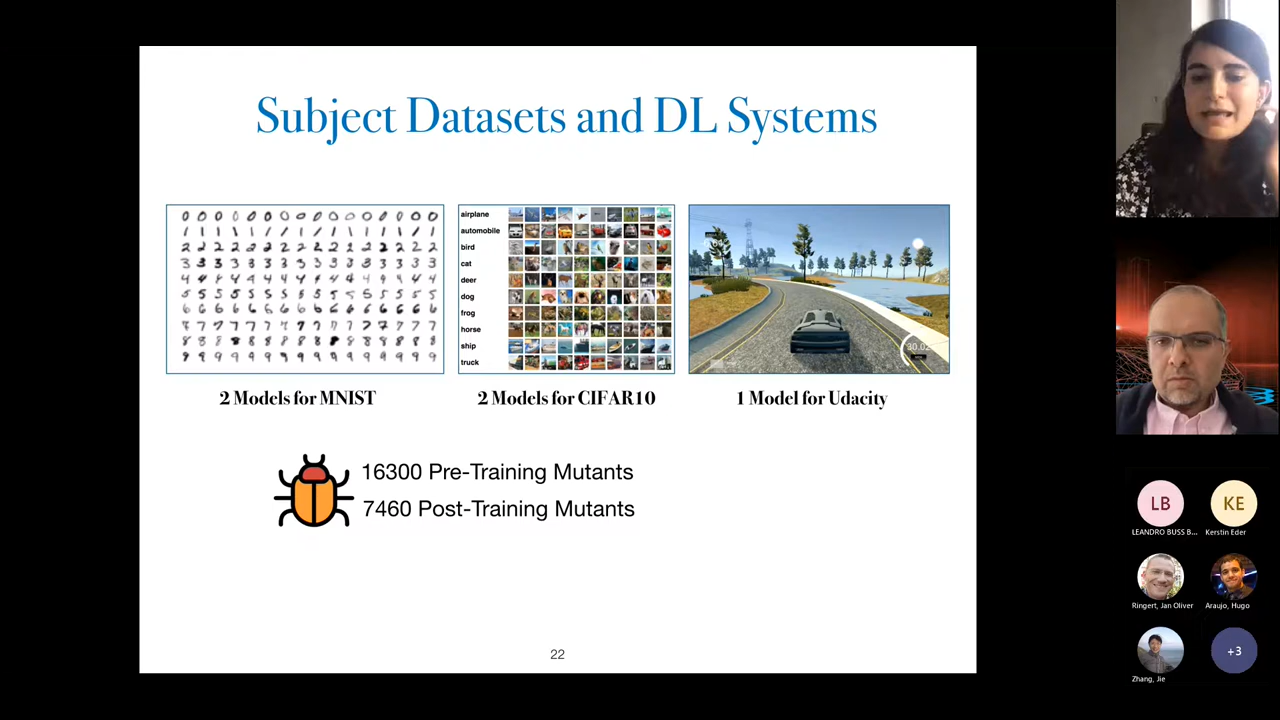 Subject Datasets and DL Systems
airplane
automobile
bird
cat
deer
dog
frog
horse
ship
truck
2 Models for MNIST
2 Models for CIFAR10
1 Model for Udacity
16300 Pre-Training Mutants
7460 Post-Training Mutants
22
LB
KE
LEANDRO BUSS B...
Kerstin Eder
Ringert, Jan Oliver
Araujo, Hugo
+3
Zhang, Jie